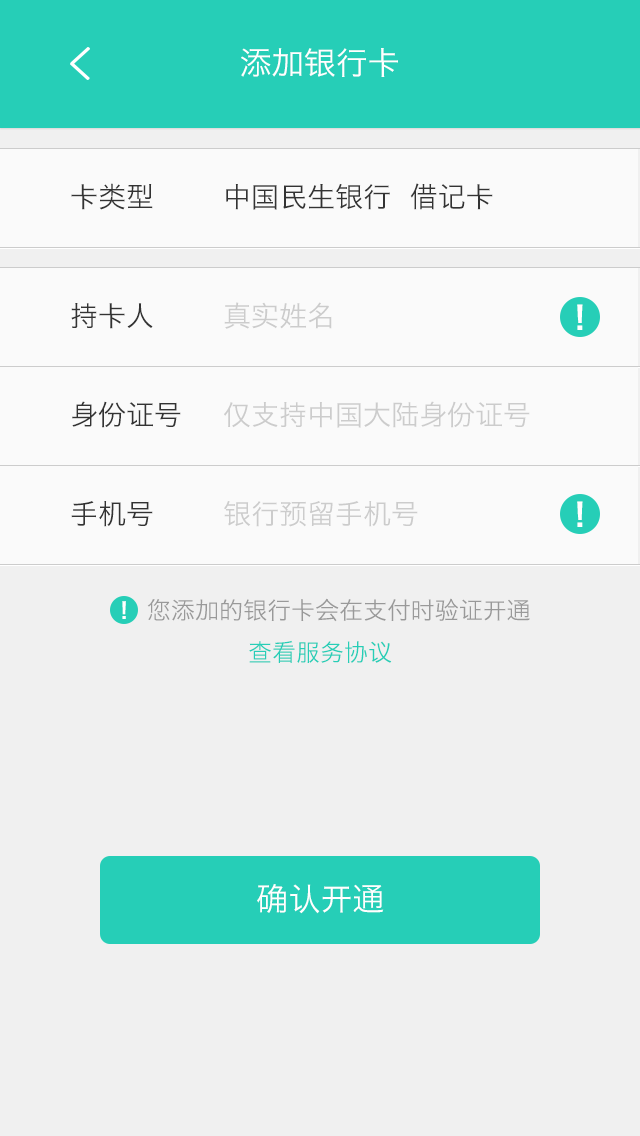 添加银行卡
卡类型 中国民生银行 借记卡
持卡人 真实姓名 !
身份证号 仅支持中国大陆身份证号
手机号 银行预留手机号 !
! 您添加的银行卡会在支付时验证开通
查看服务协议
确认开通